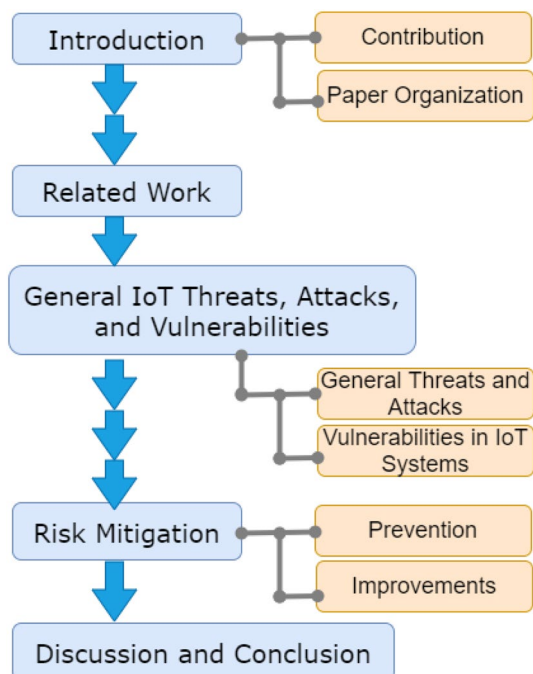 Introduction
Contribution
Paper Organization
Related Work
General IoT Threats, Attacks,
and Vulnerabilities
General Threats and
Attacks
Vulnerabilities in IoT
Systems
Risk Mitigation
Prevention
Improvements
Discussion and Conclusion